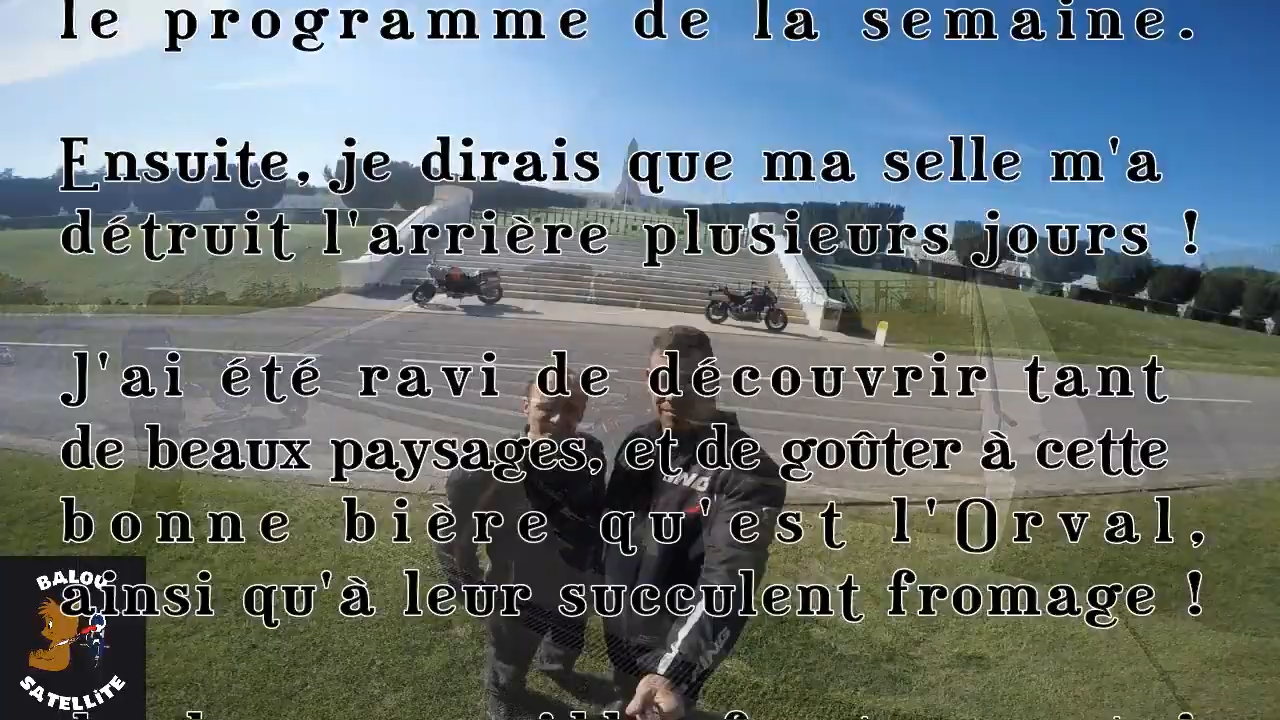 le programme de la semaine.
Ensuite, je dirais que ma selle m'a
détruit l'arrière plusieurs jours !
J'ai été ravi de découvrir tant
de beaux paysages, et de goûter à cette
bonne bière qu'est l'Orval,
ainsi qu'à leur succulent fromage !
BALOU
SATELLiTE